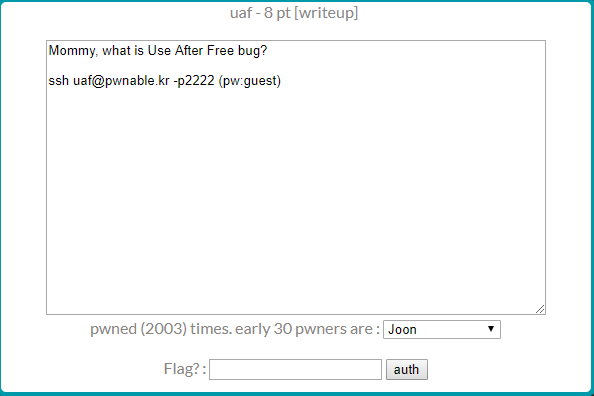 uaf - 8 pt [writeup]
Mommy, what is Use After Free bug?
ssh uaf@pwnable.kr -p2222 (pw:guest)
pwned (2003) times. early 30 pwners are : Joon
Flag? : auth